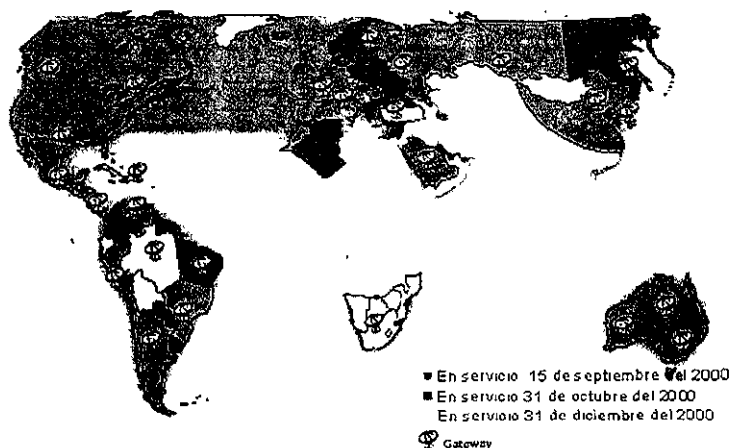 En servicio 15 de septiembre del 2000
En servicio 31 de octubre del 2000
En servicio 31 de diciembre del 2000
Gateway